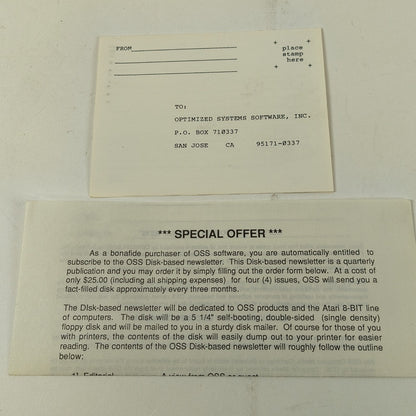 FROM
place
stamp
here
TO:
OPTIMIZED SYSTEMS SOFTWARE, INC.
P.O. BOX 710337
SAN JOSE CA 95171-0337
*** SPECIAL OFFER ***
As a bonafide purchaser of OSS software, you are automatically entitled to
subscribe to the OSS Disk-based newsletter. This Disk-based newsletter is a quarterly
publication and you may order it by simply filling out the order form below. At a cost of
only $25.00 (including all shipping expenses) for four (4) issues, OSS will send you a
fact-filled disk approximately every three months.
The DIsk-based newsletter will be dedicated to OSS products and the Atari 8-BIT line
of computers. The disk will be a 5 1/4" self-booting, double-sided (single density)
floppy disk and will be mailed to you in a sturdy disk mailer. Of course for those of you
with printers, the contents of the disk will easily dump out to your printer for easier
reading. The contents of the OSS Disk-based newsletter will roughly follow the outline
below:
Editorial